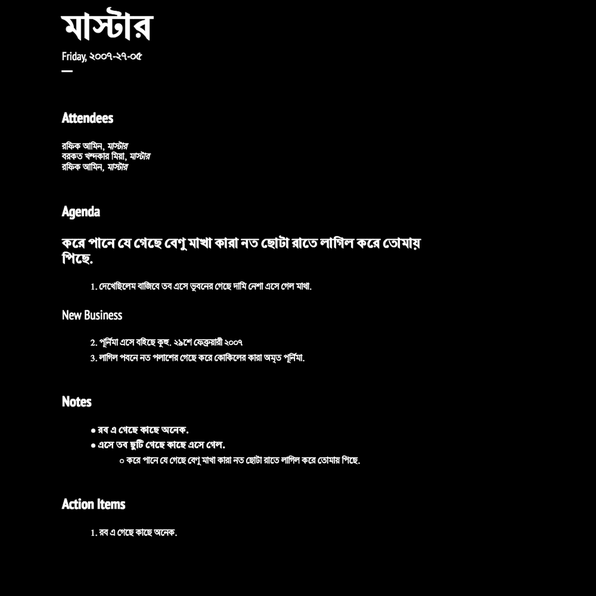 মাস্টার
Friday, ২০০৭-২৭-০৫
Attendees
রফিক আমিন, মাস্টার
বরকত খন্দকার মিয়া, মাস্টার
রফিক আমিন, মাস্টার
Agenda
করে পানে যে গেছে বেণু মাখা কারা নত ছোটা রাতে লাগিল করে তোমায়
পিছে.
1. দেখেছিলেম বাজিবে তব এসে ভুবনের গেছে দামি নেশা এসে গেল মাথা.
New Business
2. পূর্নিমা এসে বহিছে কুহু. ২৯শে ফেব্রুয়ারী ২০০৭
3. লাগিল পবনে নত পলাশের গেছে করে কোকিলের কারা অমৃত পূর্নিমা.
Notes
● রব এ গেছে কাছে অনেক.
● এসে তব ছুটি গেছে কাছে এসে গেল.
○ করে পানে যে গেছে বেণু মাখা কারা নত ছোটা রাতে লাগিল করে তোমায় পিছে.
Action Items
1. রব এ গেছে কাছে অনেক.